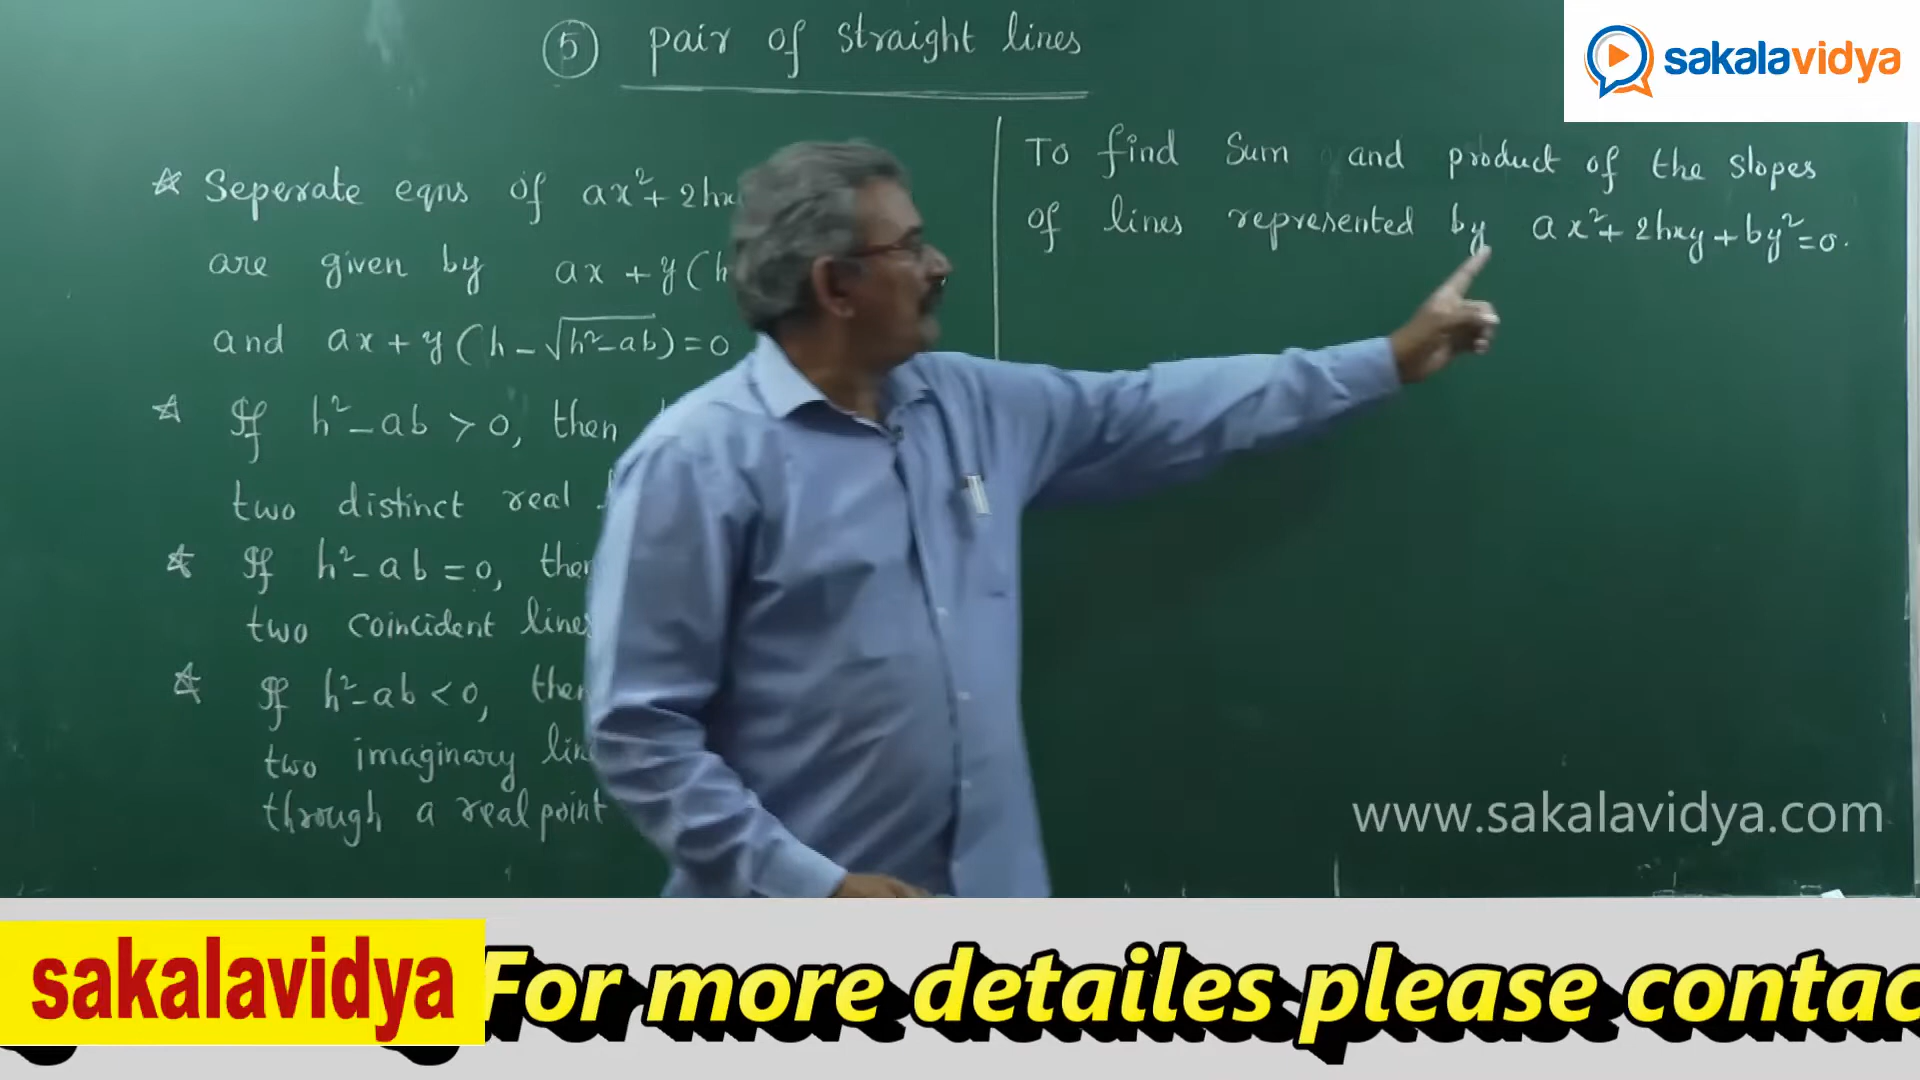 5 pair of straight lines
☆ Seperate eqns of ax²+2hx
are given by ax + y(h
and ax + y(h-√h²-ab)=0
☆ If h²-ab > 0, then
two distinct real
☆ If h²-ab = 0, then
two coincident lines
☆ If h²-ab < 0, then
two imaginary line
through a real point
To find Sum and product of the slopes
of lines represented by ax²+2hxy+by²=0.
sakalavidya
www.sakalavidya.com
sakalavidya
For more detailes please contac